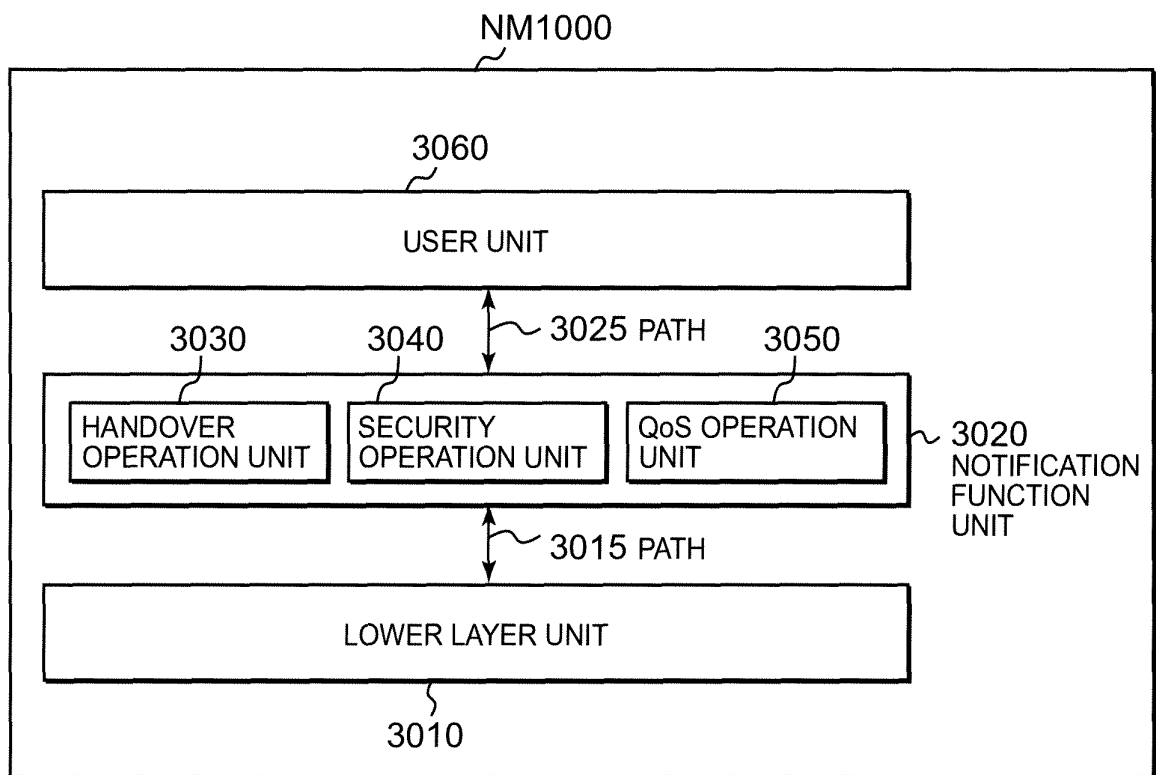 NM1000
3060
USER UNIT
3025 PATH
3030
3040
3050
HANDOVER
OPERATION UNIT
SECURITY
OPERATION UNIT
QoS OPERATION
UNIT
3020
NOTIFICATION
FUNCTION
UNIT
3015 PATH
LOWER LAYER UNIT
3010